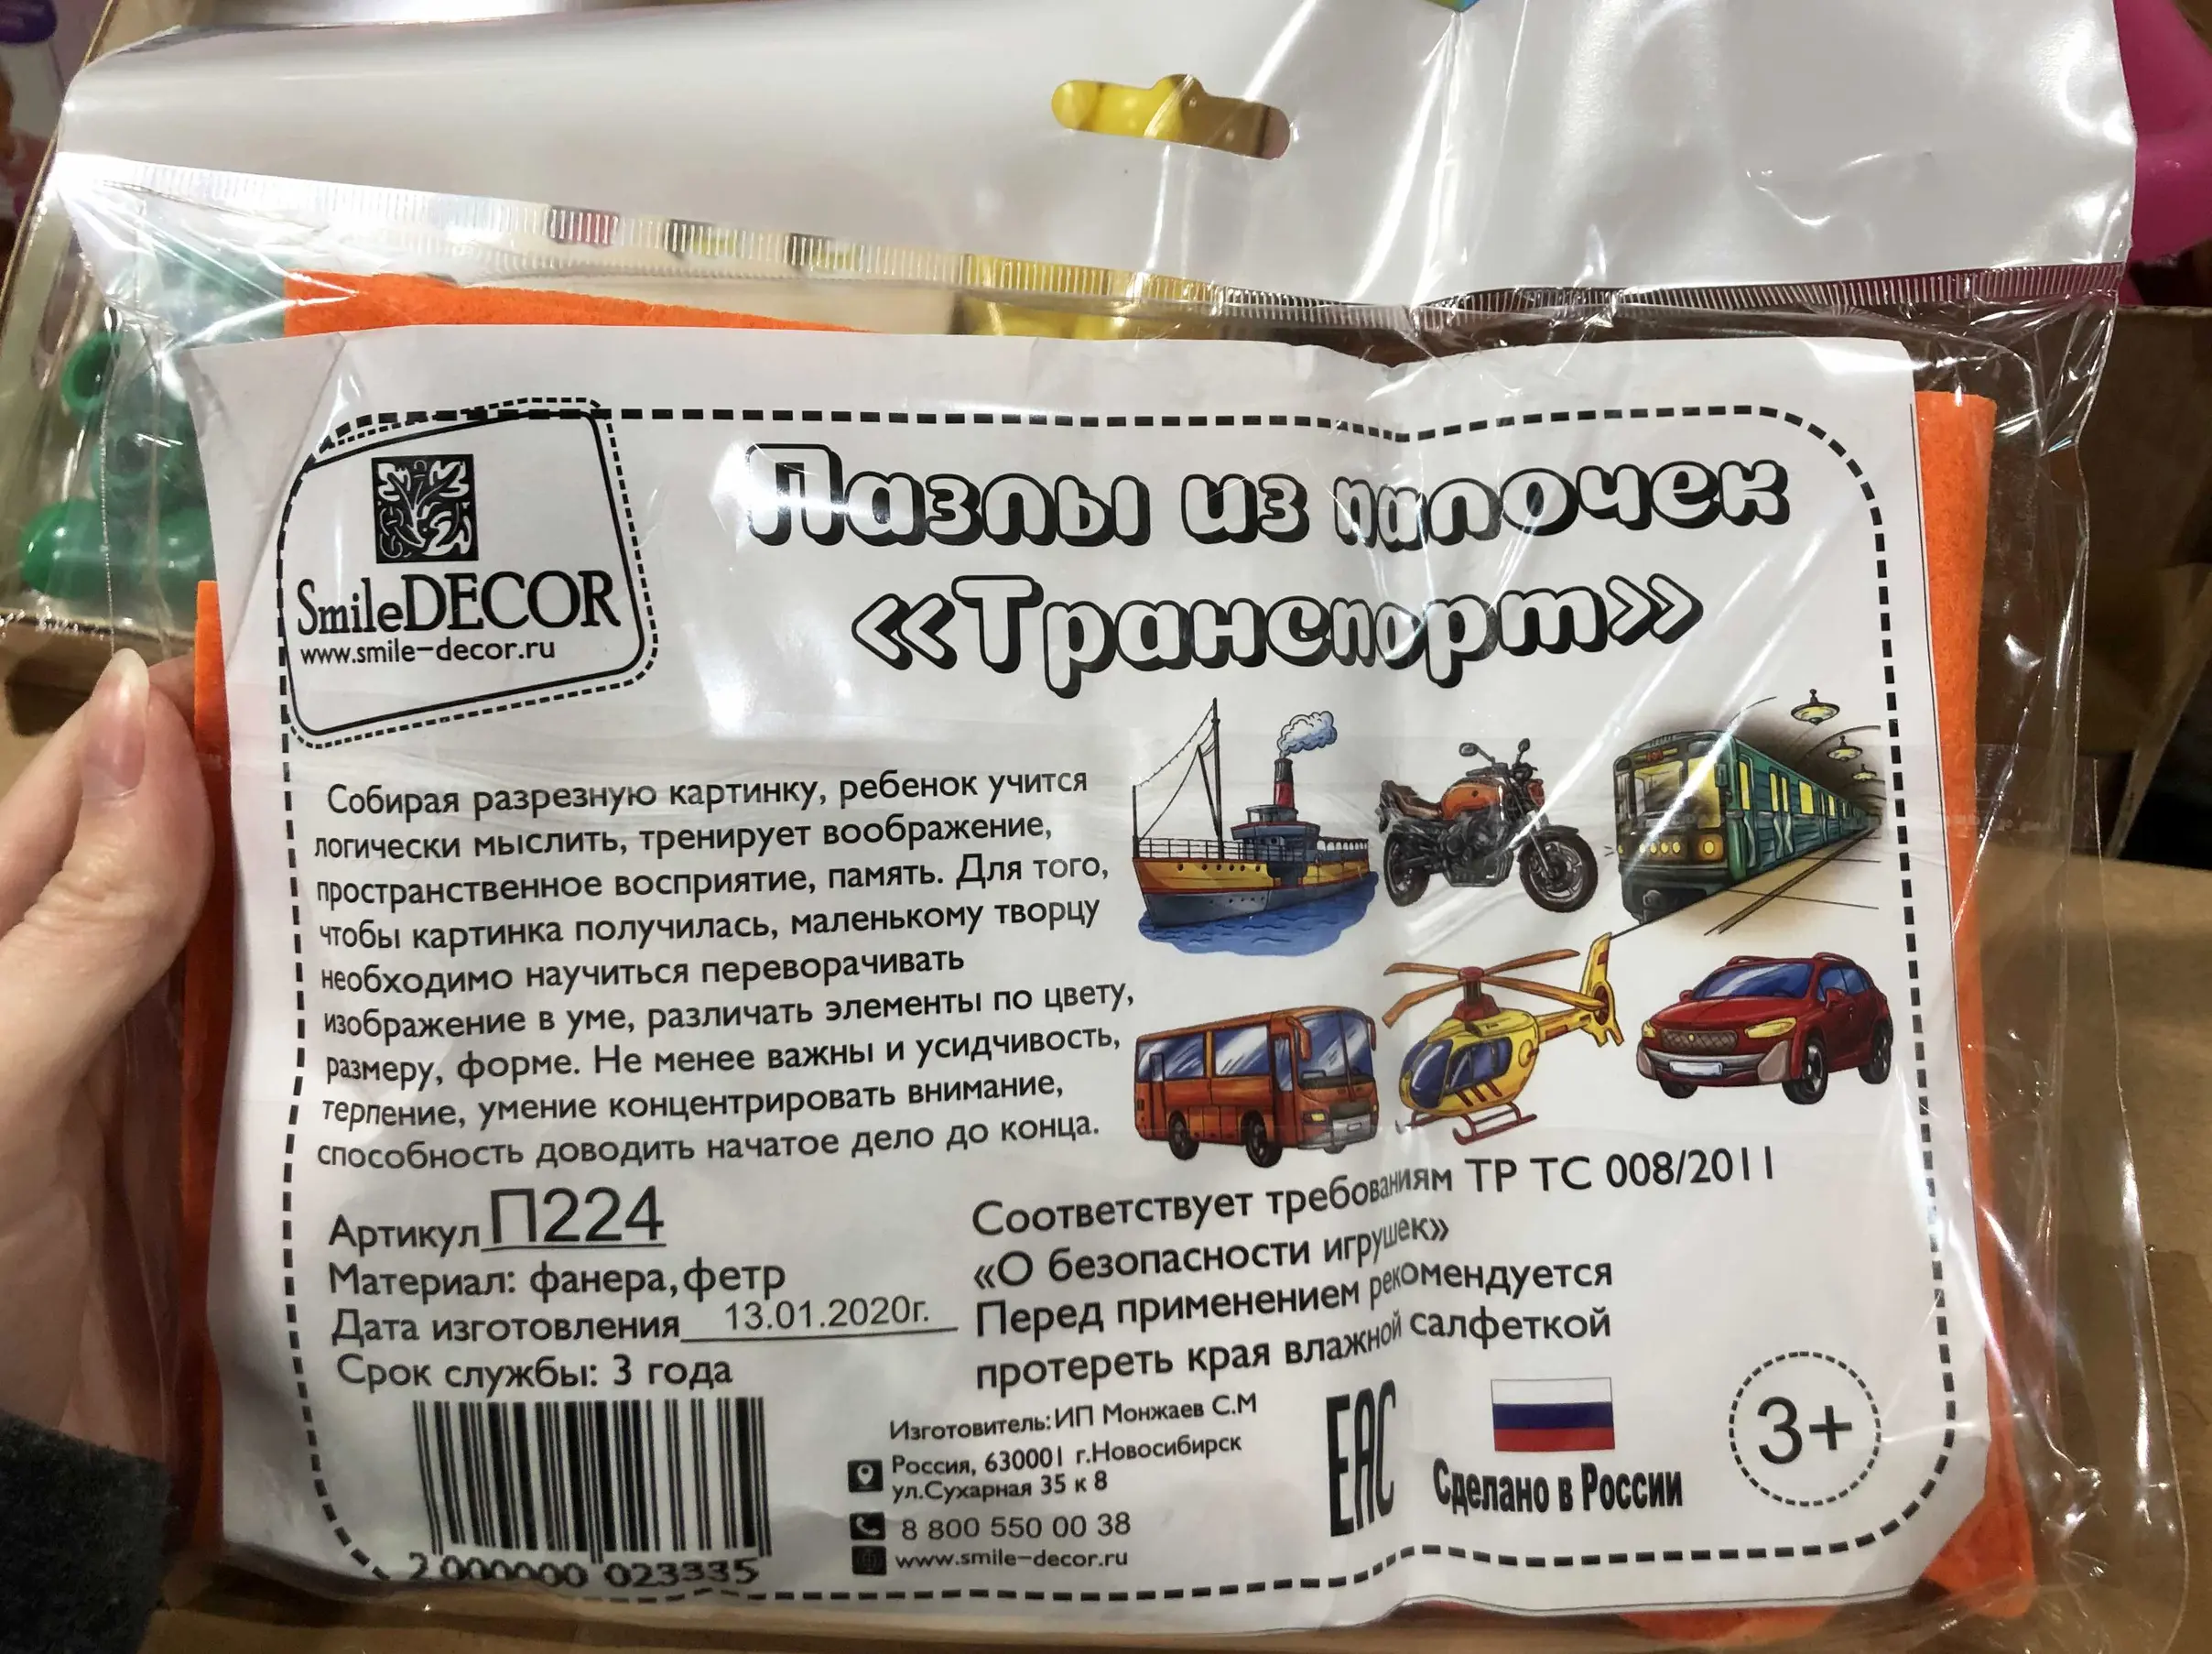 SmileDECOR
www.smile-decor.ru
Пазлы из палочек
«Транспорт»
Собирая разрезную картинку, ребенок учится
логически мыслить, тренирует воображение,
пространственное восприятие, память. Для того,
чтобы картинка получилась, маленькому творцу
необходимо научиться переворачивать
изображение в уме, различать элементы по цвету,
размеру, форме. Не менее важны и усидчивость,
терпение, умение концентрировать внимание,
способность доводить начатое дело до конца.
Артикул П224
Материал: фанера, фетр
Дата изготовления 13.01.2020г.
Срок службы: 3 года
2 000000 023335
Соответствует требованиям ТР ТС 008/2011
«О безопасности игрушек»
Перед применением рекомендуется
протереть края влажной салфеткой
Изготовитель: ИП Монжаев С.М
Россия, 630001 г.Новосибирск
ул.Сухарная 35 к 8
8 800 550 00 38
www.smile-decor.ru
ЕАС
Сделано в России
3+